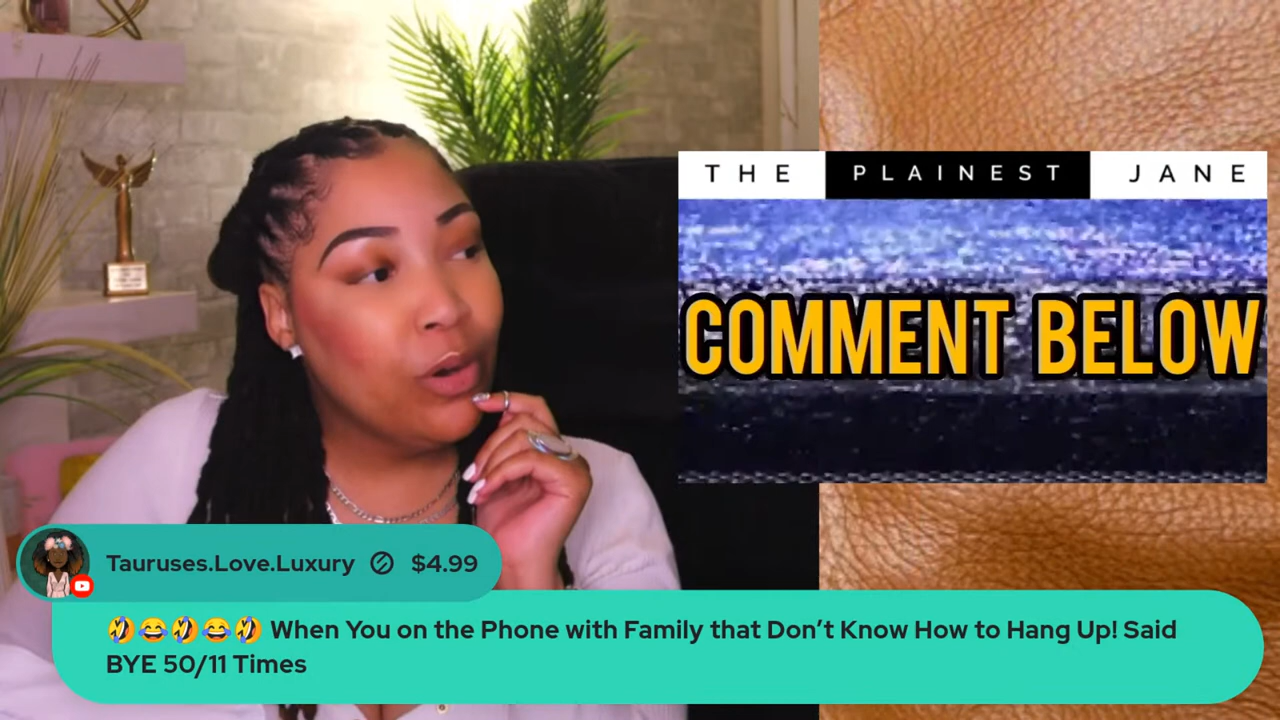 THE PLAINEST JANE
COMMENT BELOW
Tauruses.Love.Luxury $4.99
🤣😂🤣😂🤣 When You on the Phone with Family that Don’t Know How to Hang Up! Said
BYE 50/11 Times